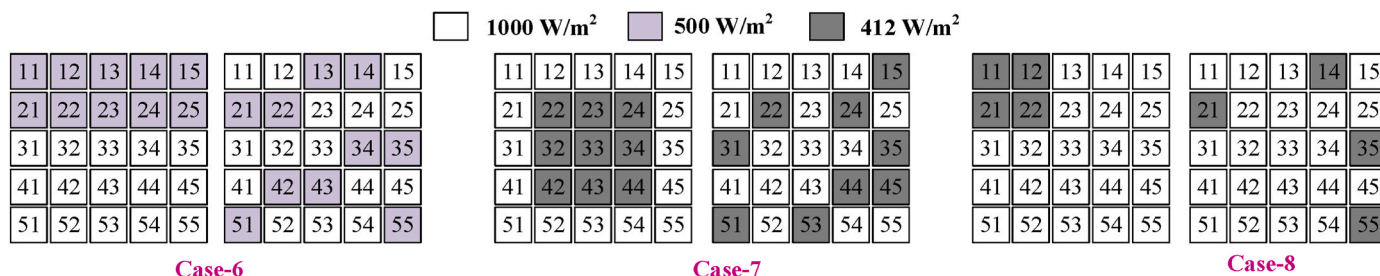 1000 W/m² 500 W/m² 412 W/m²
11 12 13 14 15 11 12 13 14 15 11 12 13 14 15 11 12 13 14 15 11 12 13 14 15 11 12 13 14 15
21 22 23 24 25 21 22 23 24 25 21 22 23 24 25 21 22 23 24 25 21 22 23 24 25 21 22 23 24 25
31 32 33 34 35 31 32 33 34 35 31 32 33 34 35 31 32 33 34 35 31 32 33 34 35 31 32 33 34 35
41 42 43 44 45 41 42 43 44 45 41 42 43 44 45 41 42 43 44 45 41 42 43 44 45 41 42 43 44 45
51 52 53 54 55 51 52 53 54 55 51 52 53 54 55 51 52 53 54 55 51 52 53 54 55 51 52 53 54 55
Case-6 Case-7 Case-8